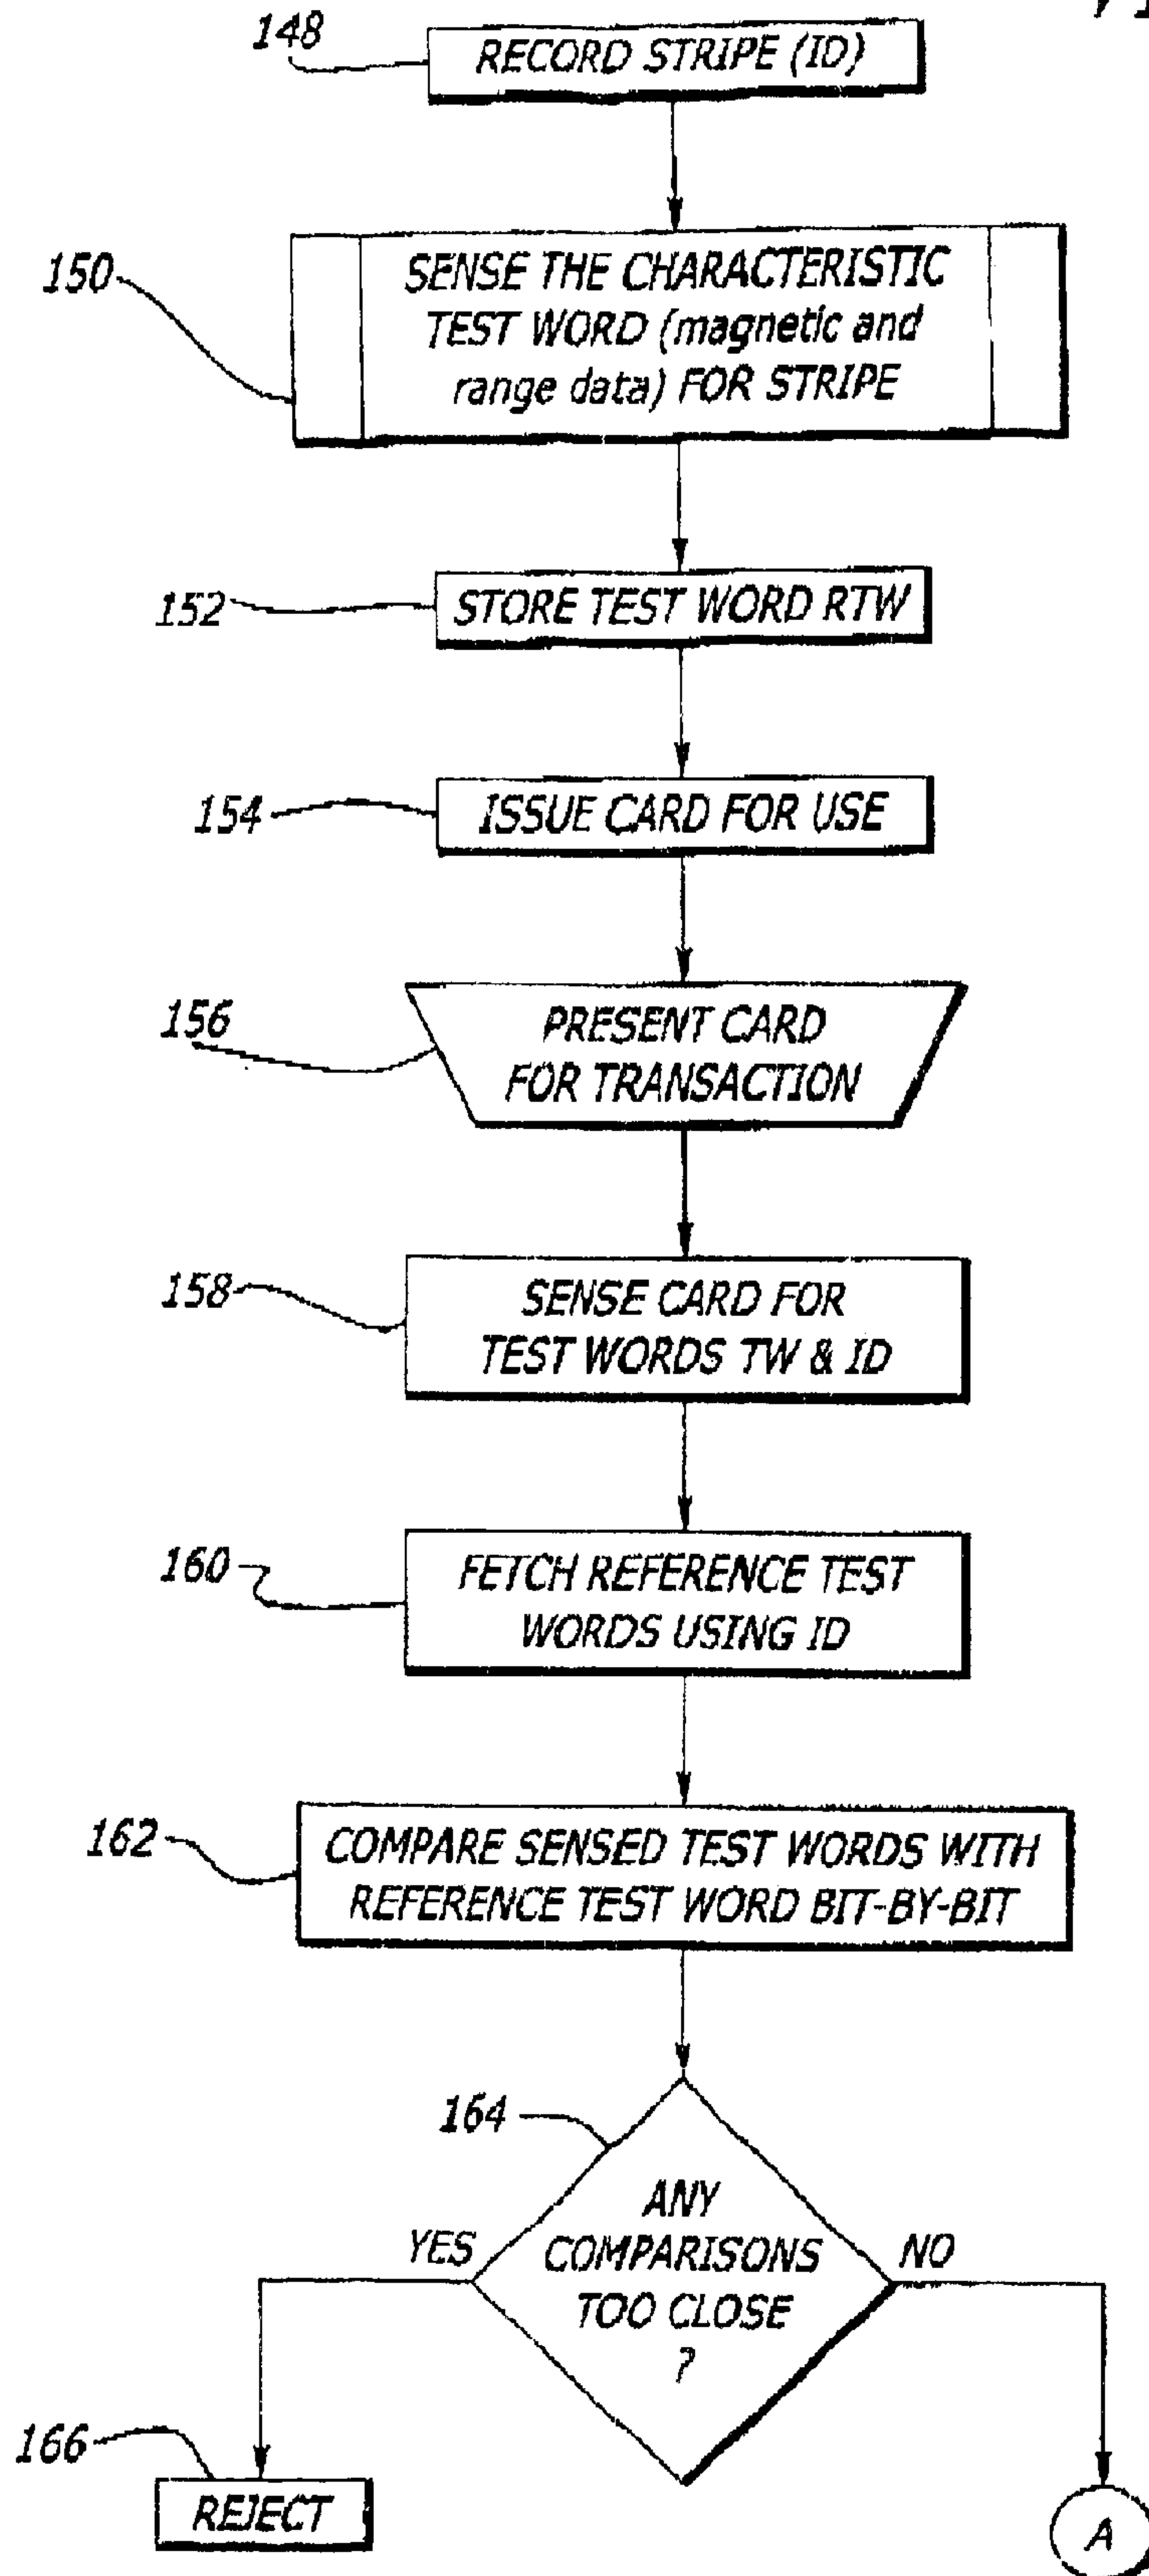 148
RECORD STRIPE (ID)
150
SENSE THE CHARACTERISTIC
TEST WORD (magnetic and
range data) FOR STRIPE
152
STORE TEST WORD RTW
154
ISSUE CARD FOR USE
156
PRESENT CARD
FOR TRANSACTION
158
SENSE CARD FOR
TEST WORDS TW & ID
160
FETCH REFERENCE TEST
WORDS USING ID
162
COMPARE SENSED TEST WORDS WITH
REFERENCE TEST WORD BIT-BY-BIT
164
ANY
COMPARISONS
TOO CLOSE
?
YES
NO
166
REJECT
A